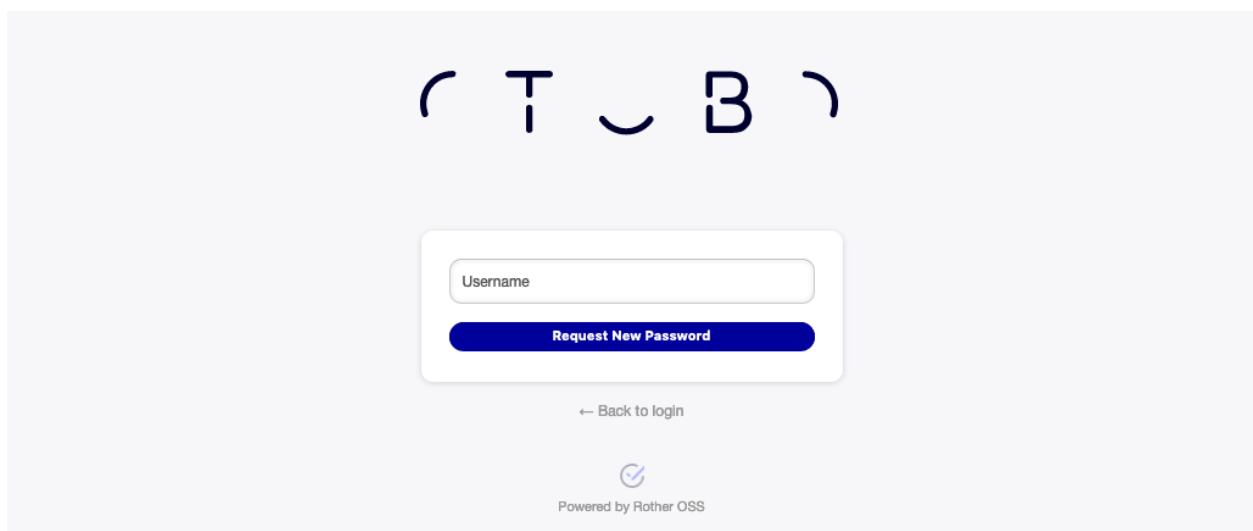 T U B
Username
Request New Password
← Back to login
Powered by Rother OSS